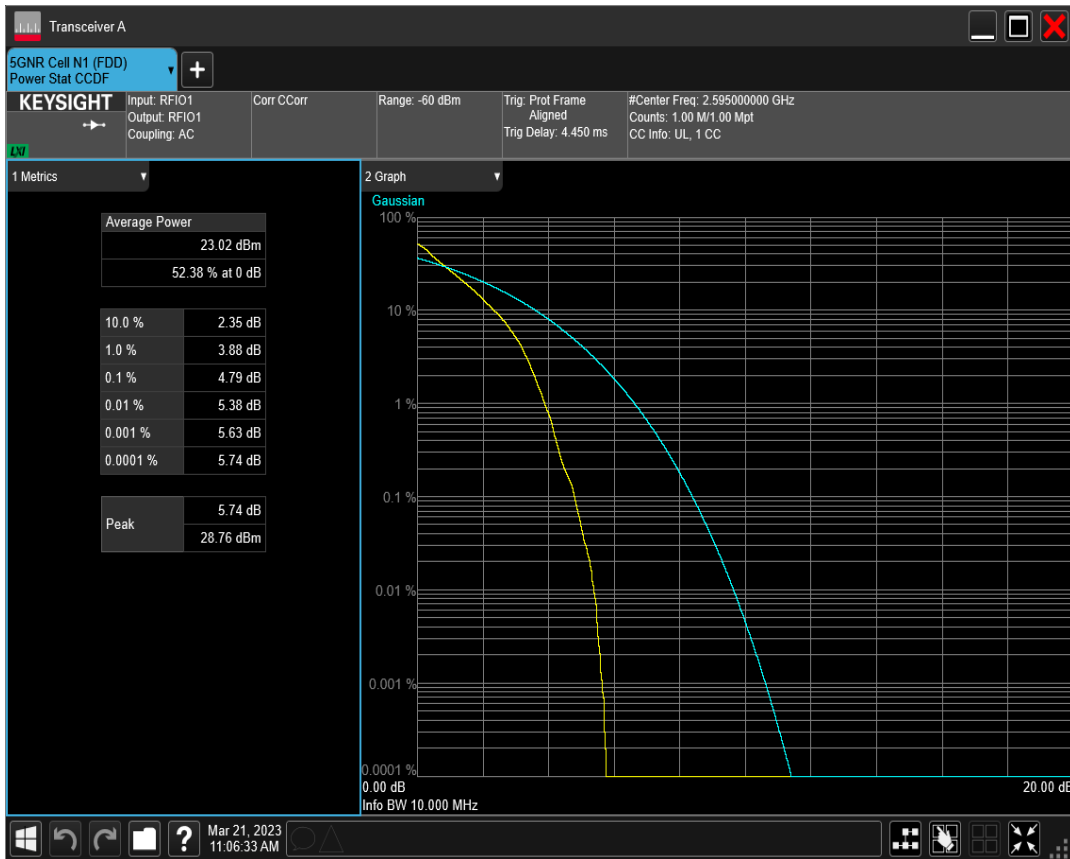 Transceiver A
5GNR Cell N1 (FDD)
Power Stat CCDF
KEYSIGHT
LXI
Input: RFIO1
Output: RFIO1
Coupling: AC
Corr CCorr
Range: -60 dBm
Trig: Prot Frame
Aligned
Trig Delay: 4.450 ms
#Center Freq: 2.595000000 GHz
Counts: 1.00 M/1.00 Mpt
CC Info: UL, 1 CC
1 Metrics
Average Power
23.02 dBm
52.38 % at 0 dB
10.0 % 2.35 dB
1.0 % 3.88 dB
0.1 % 4.79 dB
0.01 % 5.38 dB
0.001 % 5.63 dB
0.0001 % 5.74 dB
Peak 5.74 dB
28.76 dBm
2 Graph
Gaussian
100 %
10 %
1 %
0.1 %
0.01 %
0.001 %
0.0001 %
0.00 dB 20.00 dB
Info BW 10.000 MHz
Mar 21, 2023
11:06:33 AM